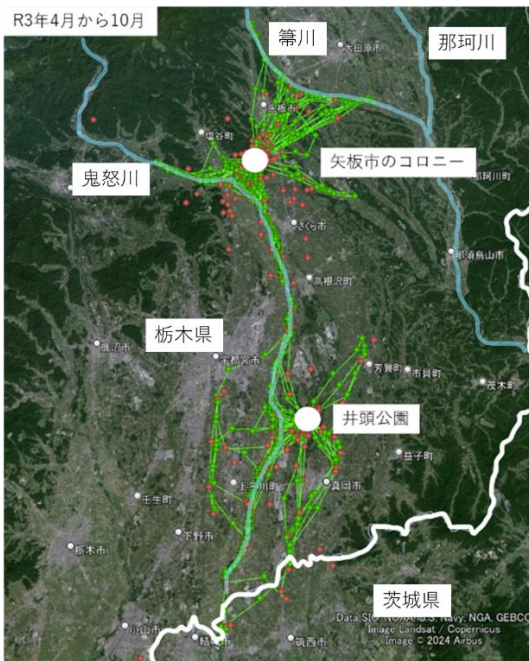 R3年4月から10月
箒川
那珂川
大田原市
矢板市
塩谷町
矢板市のコロニー
鬼怒川
那珂川町
さくら市
那須烏山市
高根沢町
栃木県
鹿沼市
宇都宮市
芳賀町
市貝町
茂木町
井頭公園
益子町
上三川町
真岡市
壬生町
下野市
栃木市
茨城県
小山市
結城市
筑西市
Data SIO, NOAA, U.S. Navy, NGA, GEBCO
Image Landsat / Copernicus
Image © 2024 Airbus